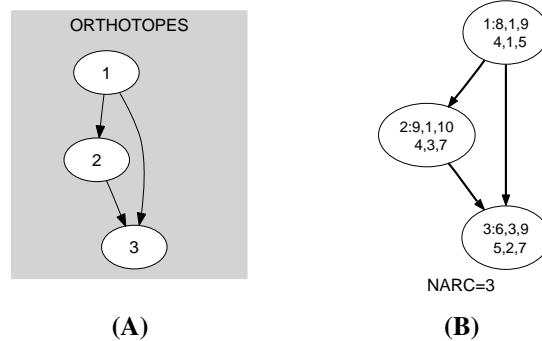 ORTHOTOPES
1
2
3
(A)
1:8,1,9
4,1,5
2:9,1,10
4,3,7
3:6,3,9
5,2,7
NARC=3
(B)